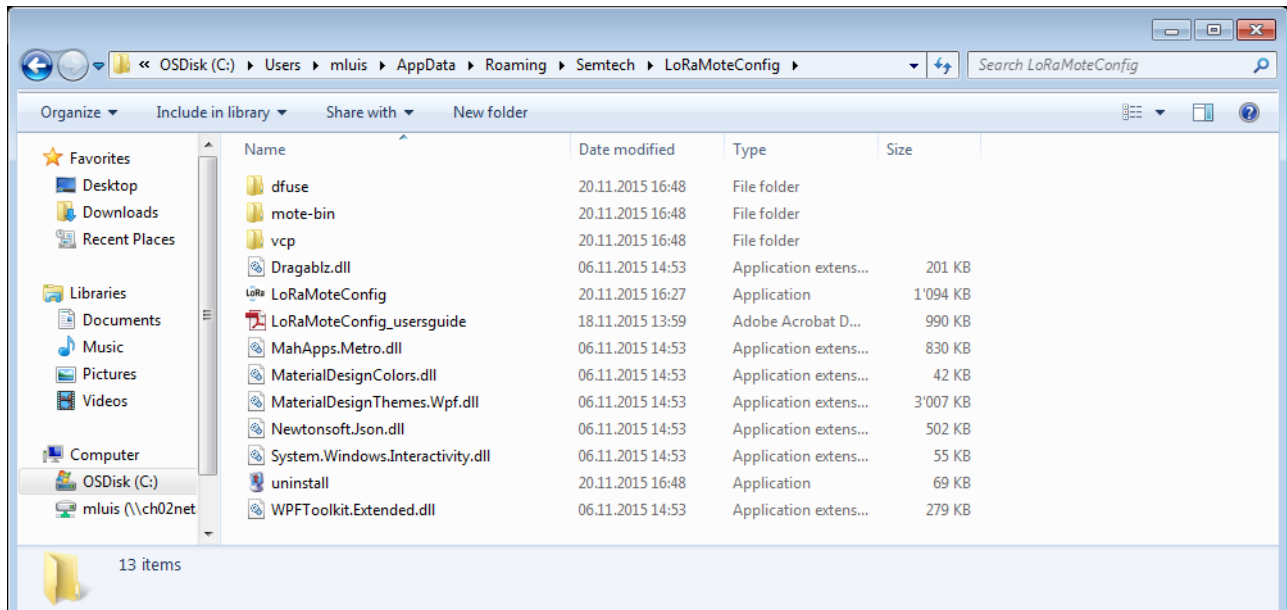 « OSDisk (C:) ▸ Users ▸ mluis ▸ AppData ▸ Roaming ▸ Semtech ▸ LoRaMoteConfig ▸ Search LoRaMoteConfig
Organize Include in library Share with New folder
Favorites
Desktop
Downloads
Recent Places
Libraries
Documents
Music
Pictures
Videos
Computer
OSDisk (C:)
mluis (\\ch02net
Name Date modified Type Size
dfuse 20.11.2015 16:48 File folder
mote-bin 20.11.2015 16:48 File folder
vcp 20.11.2015 16:48 File folder
Dragablz.dll 06.11.2015 14:53 Application extens... 201 KB
LoRa LoRaMoteConfig 20.11.2015 16:27 Application 1'094 KB
LoRaMoteConfig_usersguide 18.11.2015 13:59 Adobe Acrobat D... 990 KB
MahApps.Metro.dll 06.11.2015 14:53 Application extens... 830 KB
MaterialDesignColors.dll 06.11.2015 14:53 Application extens... 42 KB
MaterialDesignThemes.Wpf.dll 06.11.2015 14:53 Application extens... 3'007 KB
Newtonsoft.Json.dll 06.11.2015 14:53 Application extens... 502 KB
System.Windows.Interactivity.dll 06.11.2015 14:53 Application extens... 55 KB
uninstall 20.11.2015 16:48 Application 69 KB
WPFToolkit.Extended.dll 06.11.2015 14:53 Application extens... 279 KB
13 items